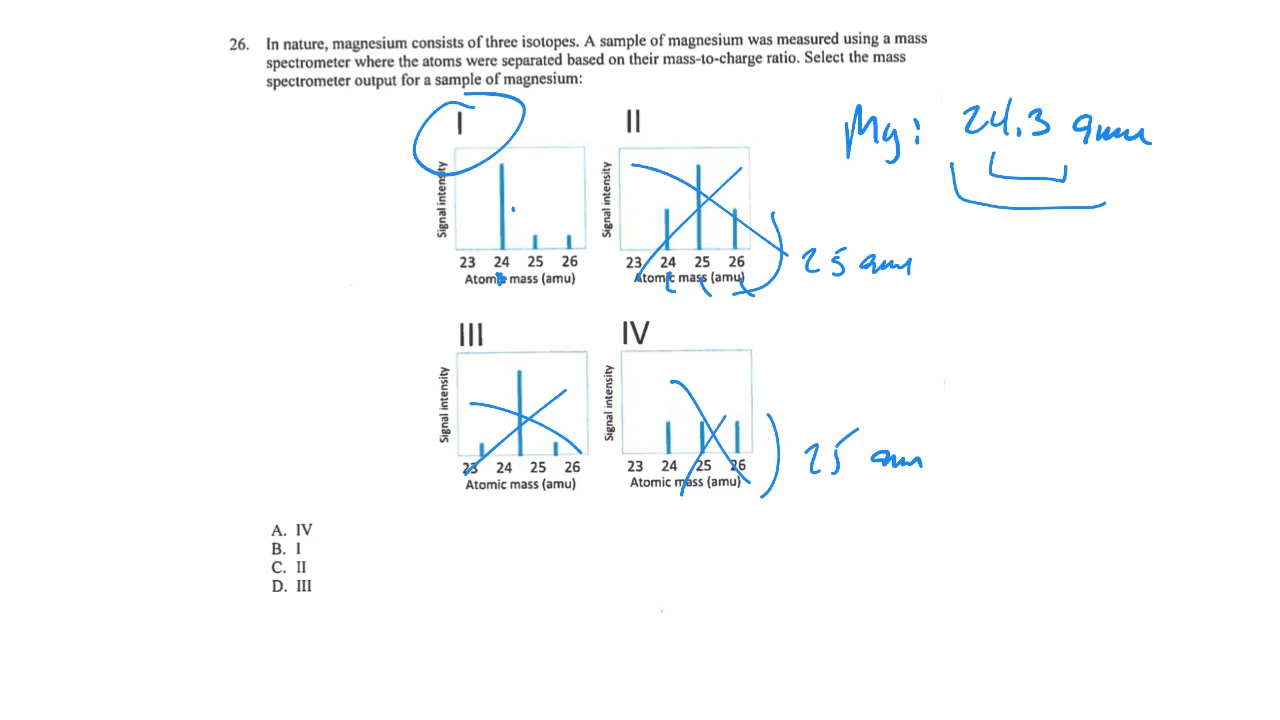 26. In nature, magnesium consists of three isotopes. A sample of magnesium was measured using a mass
spectrometer where the atoms were separated based on their mass-to-charge ratio. Select the mass
spectrometer output for a sample of magnesium:
Mg: 24.3 amu
I
Signal intensity
23 24 25 26
Atomic mass (amu)
II
Signal intensity
23 24 25 26
Atomic mass (amu)
25 amu
III
Signal intensity
23 24 25 26
Atomic mass (amu)
IV
Signal intensity
23 24 25 26
Atomic mass (amu)
25 amu
A. IV
B. I
C. II
D. III